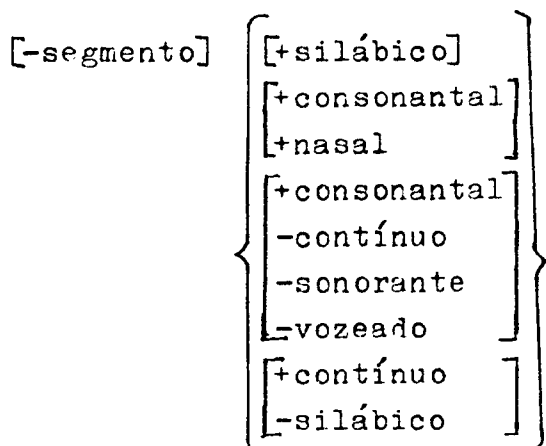 [-segmento] [+silábico]
[+consonantal
+nasal]
[+consonantal
-contínuo
-sonorante
-vozeado]
[+contínuo
-silábico]